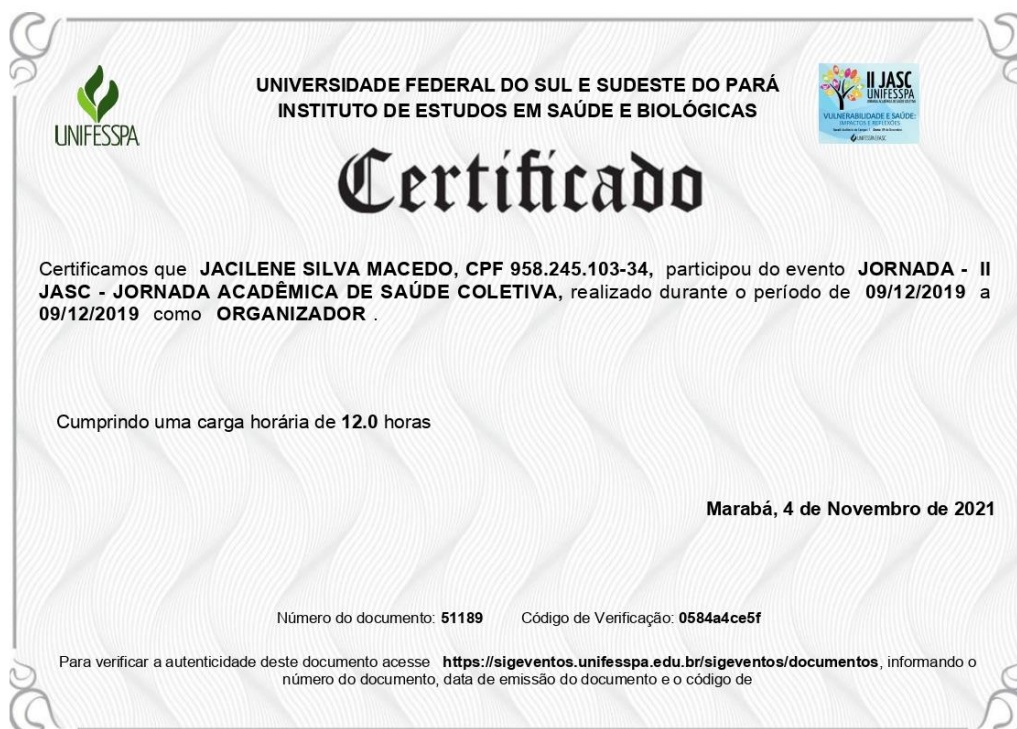 UNIFESSPA
UNIVERSIDADE FEDERAL DO SUL E SUDESTE DO PARÁ
INSTITUTO DE ESTUDOS EM SAÚDE E BIOLÓGICAS
II JASC
UNIFESSPA
VULNERABILIDADE E SAÚDE:
IMPACTOS E REFLEXÕES
Certificado
Certificamos que JACILENE SILVA MACEDO, CPF 958.245.103-34, participou do evento JORNADA - II
JASC - JORNADA ACADÊMICA DE SAÚDE COLETIVA, realizado durante o período de 09/12/2019 a
09/12/2019 como ORGANIZADOR .
Cumprindo uma carga horária de 12.0 horas
Marabá, 4 de Novembro de 2021
Número do documento: 51189 Código de Verificação: 0584a4ce5f
Para verificar a autenticidade deste documento acesse https://sigeventos.unifesspa.edu.br/sigeventos/documentos, informando o
número do documento, data de emissão do documento e o código de